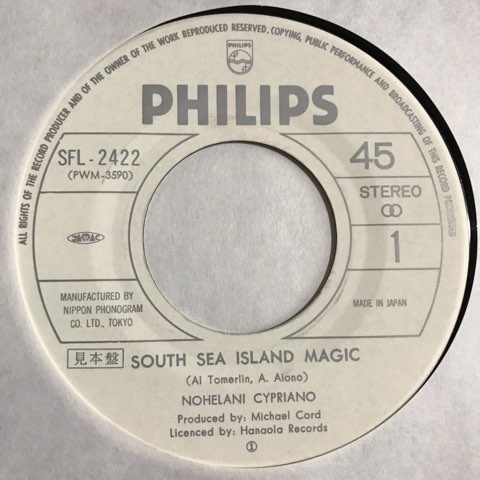 ALL RIGHTS OF THE RECORD PRODUCER AND OF THE OWNER OF THE WORK REPRODUCED RESERVED. COPYING, PUBLIC PERFORMANCE AND BROADCASTING OF THIS RECORD PROHIBITED
PHILIPS
PHILIPS
SFL-2422
(PWM-3590)
45
STEREO
1
JASRAC
MANUFACTURED BY
NIPPON PHONOGRAM
CO. LTD., TOKYO
MADE IN JAPAN
見本盤 SOUTH SEA ISLAND MAGIC
(Al Tomerlin, A. Aiono)
NOHELANI CYPRIANO
Produced by: Michael Cord
Licenced by: Hanaola Records
①